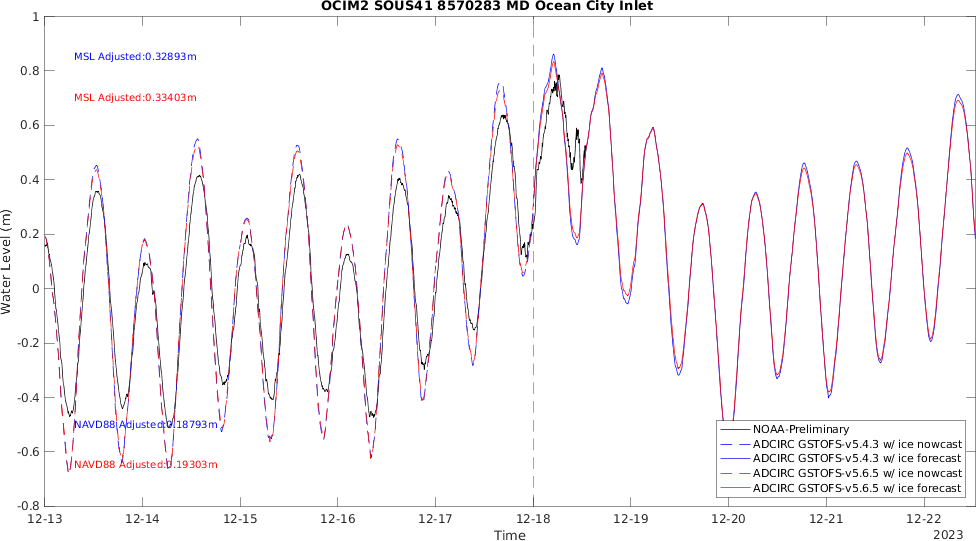 OCIM2 SOUS41 8570283 MD Ocean City Inlet
1
0.8
0.6
0.4
0.2
0
-0.2
-0.4
-0.6
-0.8
Water Level (m)
MSL Adjusted:0.32893m
MSL Adjusted:0.33403m
NAVD88 Adjusted:0.18793m
NAVD88 Adjusted:0.19303m
NOAA-Preliminary
ADCIRC GSTOFS-v5.4.3 w/ ice nowcast
ADCIRC GSTOFS-v5.4.3 w/ ice forecast
ADCIRC GSTOFS-v5.6.5 w/ ice nowcast
ADCIRC GSTOFS-v5.6.5 w/ ice forecast
12-13 12-14 12-15 12-16 12-17 12-18 12-19 12-20 12-21 12-22
Time
2023